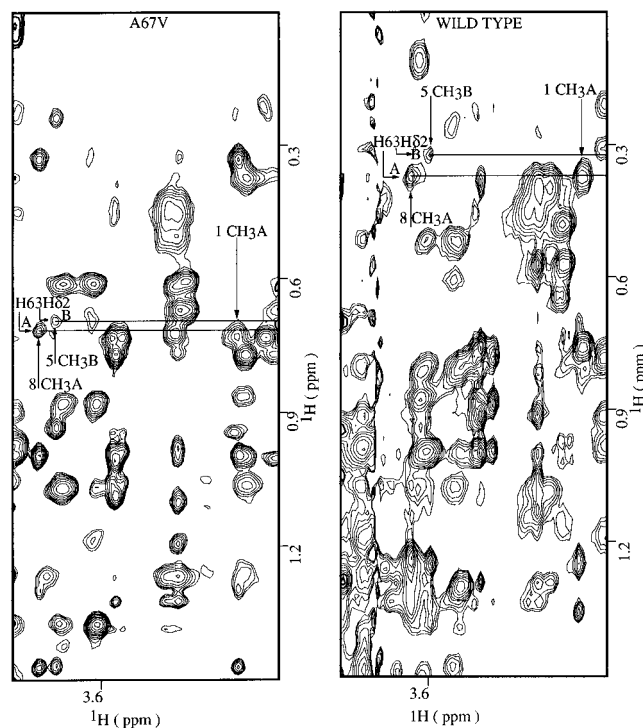 A67V
H63Hδ2
A
B
1 CH₃A
5 CH₃B
8 CH₃A
3.6
¹H ( ppm )
0.3
0.6
0.9
1.2
¹H ( ppm )
WILD TYPE
5 CH₃B
1 CH₃A
H63Hδ2
B
A
8 CH₃A
3.6
1H ( ppm )
0.3
0.6
0.9
1.2
¹H ( ppm )